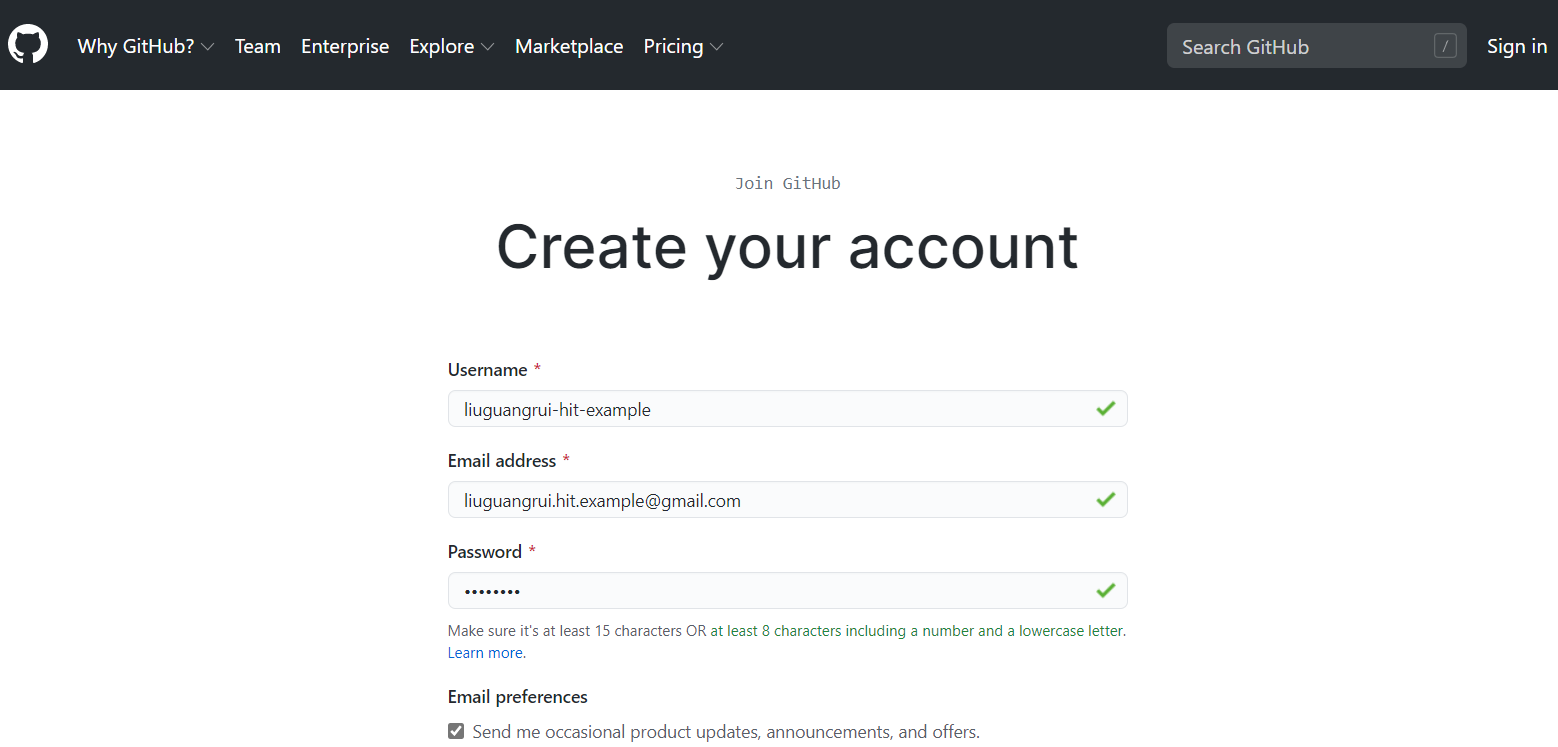 Why GitHub? Team Enterprise Explore Marketplace Pricing Search GitHub / Sign in
Join GitHub
Create your account
Username *
liuguangrui-hit-example
Email address *
liuguangrui.hit.example@gmail.com
Password *
••••••••
Make sure it's at least 15 characters OR at least 8 characters including a number and a lowercase letter.
Learn more.
Email preferences
Send me occasional product updates, announcements, and offers.